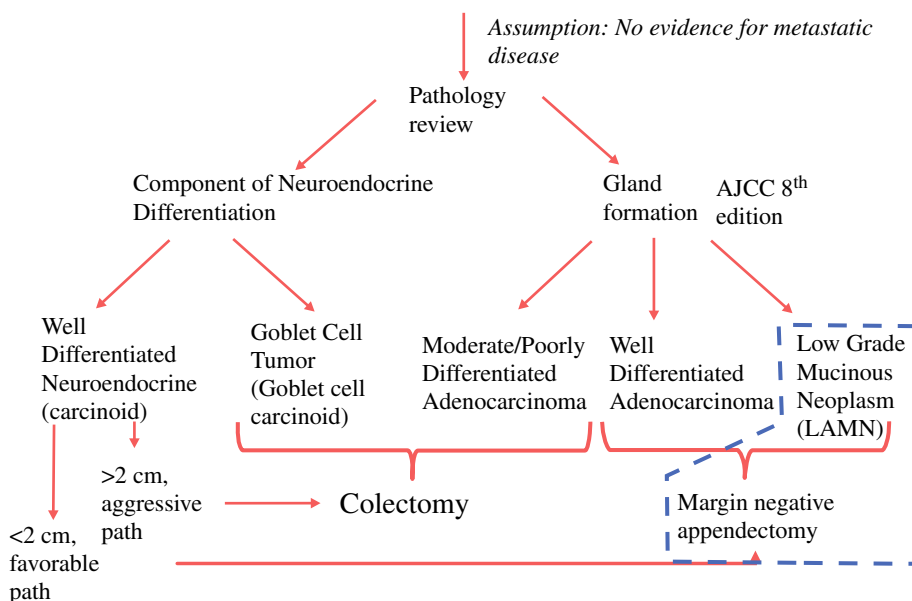 Assumption: No evidence for metastatic
disease
Pathology
review
Component of Neuroendocrine
Differentiation
Gland
formation
AJCC 8th
edition
Well
Differentiated
Neuroendocrine
(carcinoid)
Goblet Cell
Tumor
(Goblet cell
carcinoid)
Moderate/Poorly
Differentiated
Adenocarcinoma
Well
Differentiated
Adenocarcinoma
Low Grade
Mucinous
Neoplasm
(LAMN)
>2 cm,
aggressive
path
Colectomy
Margin negative
appendectomy
<2 cm,
favorable
path